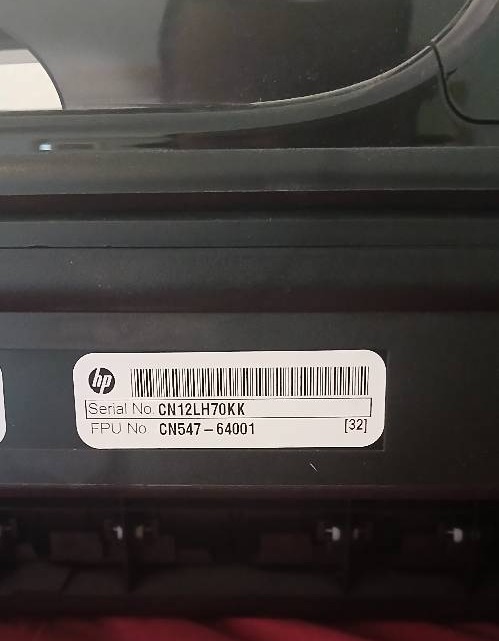 hp
Serial No. CN12LH70KK
FPU No. CN547-64001 [32]